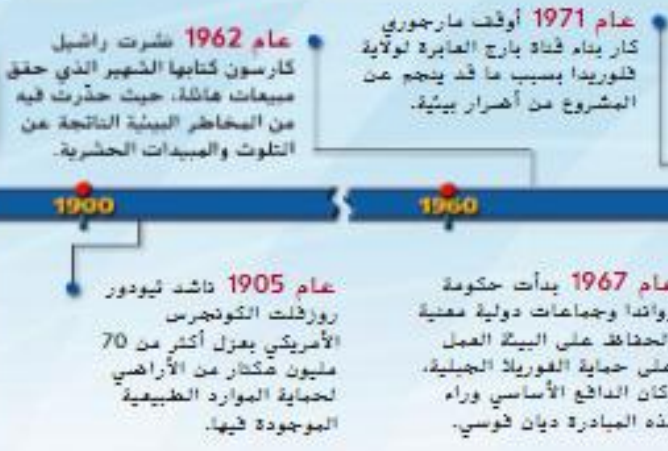 عام 1971 أوقفت مارجوري
كار بناء قناة بارج العابرة لولاية
فلوريدا بسبب ما قد ينجم عن
المشروع من أضرار بيئية.
عام 1962 نشرت راشيل
كارسون كتابها الشهير الذي حقق
مبيعات هائلة، حيث حذّرت فيه
من المخاطر البيئية الناتجة عن
التلوث والمبيدات الحشرية.
1900
1960
عام 1905 ناشد ثيودور
روزفلت الكونجرس
الأمريكي بعزل أكثر من 70
مليون هكتار من الأراضي
لحماية الموارد الطبيعية
الموجودة فيها.
عام 1967 بدأت حكومة
رواندا وجماعات دولية معنية
الحفاظ على البيئة العمل
على حماية الغوريلا الجبلية،
كان الدافع الأساسي وراء
هذه المبادرة ديان فوسي.